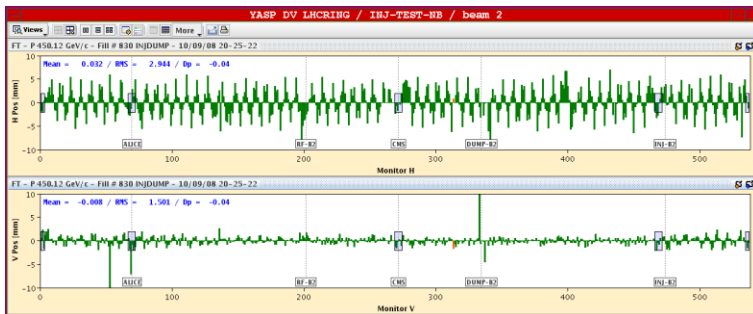 YASP DV LHCRING / INJ-TEST-NB / beam 2
Views
More
FT - P 450.12 GeV/c - Fill # 830 INJDUMP - 10/09/08 20-25-22
Mean = 0.032 / RMS = 2.944 / Dp = -0.04
H Pos [mm]
10
5
0
-5
-10
ALICE
RF-B2
CMS
DUMP-B2
INJ-B2
0
100
200
300
400
500
Monitor H
FT - P 450.12 GeV/c - Fill # 830 INJDUMP - 10/09/08 20-25-22
Mean = -0.008 / RMS = 1.501 / Dp = -0.04
V Pos [mm]
10
5
0
-5
-10
ALICE
RF-B2
CMS
DUMP-B2
INJ-B2
0
100
200
300
400
500
Monitor V